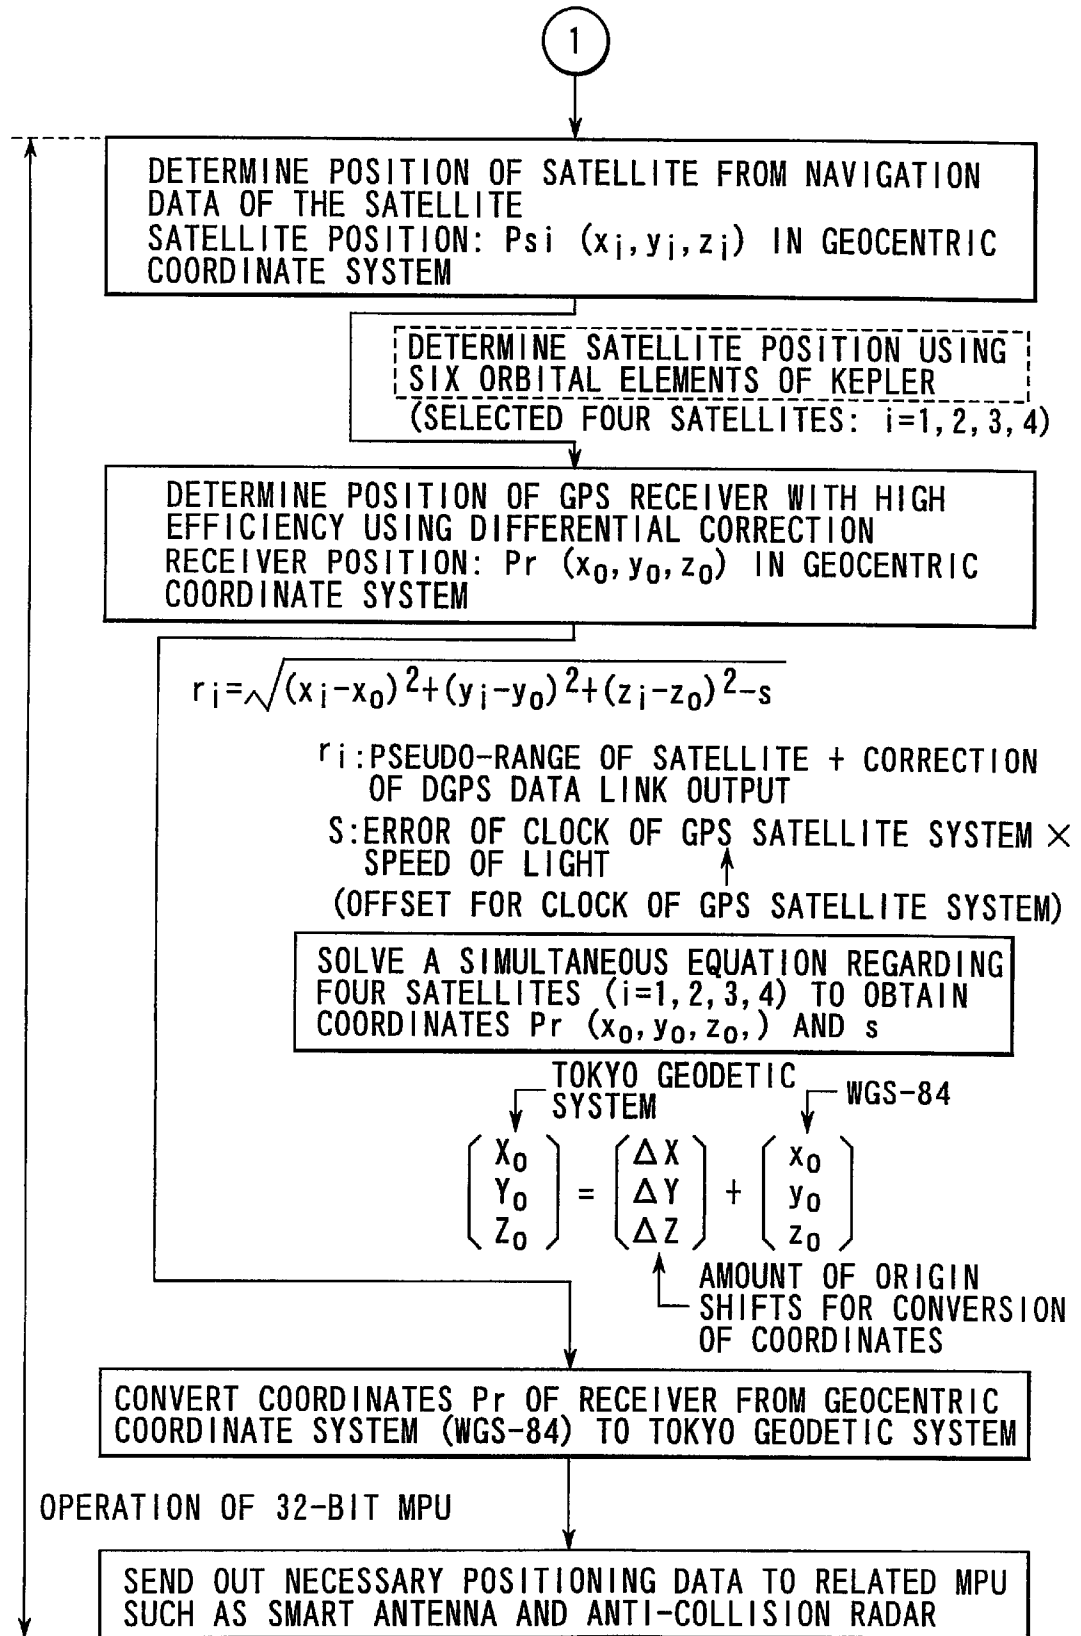 1
DETERMINE POSITION OF SATELLITE FROM NAVIGATION
DATA OF THE SATELLITE
SATELLITE POSITION: Psi (xi, yi, zi) IN GEOCENTRIC
COORDINATE SYSTEM
DETERMINE SATELLITE POSITION USING
SIX ORBITAL ELEMENTS OF KEPLER
(SELECTED FOUR SATELLITES: i=1, 2, 3, 4)
DETERMINE POSITION OF GPS RECEIVER WITH HIGH
EFFICIENCY USING DIFFERENTIAL CORRECTION
RECEIVER POSITION: Pr (x0, y0, z0) IN GEOCENTRIC
COORDINATE SYSTEM
ri=√(xi-x0)2+(yi-y0)2+(zi-z0)2-s
ri:PSEUDO-RANGE OF SATELLITE + CORRECTION
OF DGPS DATA LINK OUTPUT
S:ERROR OF CLOCK OF GPS SATELLITE SYSTEM ×
SPEED OF LIGHT
(OFFSET FOR CLOCK OF GPS SATELLITE SYSTEM)
SOLVE A SIMULTANEOUS EQUATION REGARDING
FOUR SATELLITES (i=1, 2, 3, 4) TO OBTAIN
COORDINATES Pr (x0, y0, z0,) AND s
TOKYO GEODETIC
SYSTEM
WGS-84
X0 ΔX x0
Y0 = ΔY + y0
Z0 ΔZ z0
AMOUNT OF ORIGIN
SHIFTS FOR CONVERSION
OF COORDINATES
CONVERT COORDINATES Pr OF RECEIVER FROM GEOCENTRIC
COORDINATE SYSTEM (WGS-84) TO TOKYO GEODETIC SYSTEM
OPERATION OF 32-BIT MPU
SEND OUT NECESSARY POSITIONING DATA TO RELATED MPU
SUCH AS SMART ANTENNA AND ANTI-COLLISION RADAR